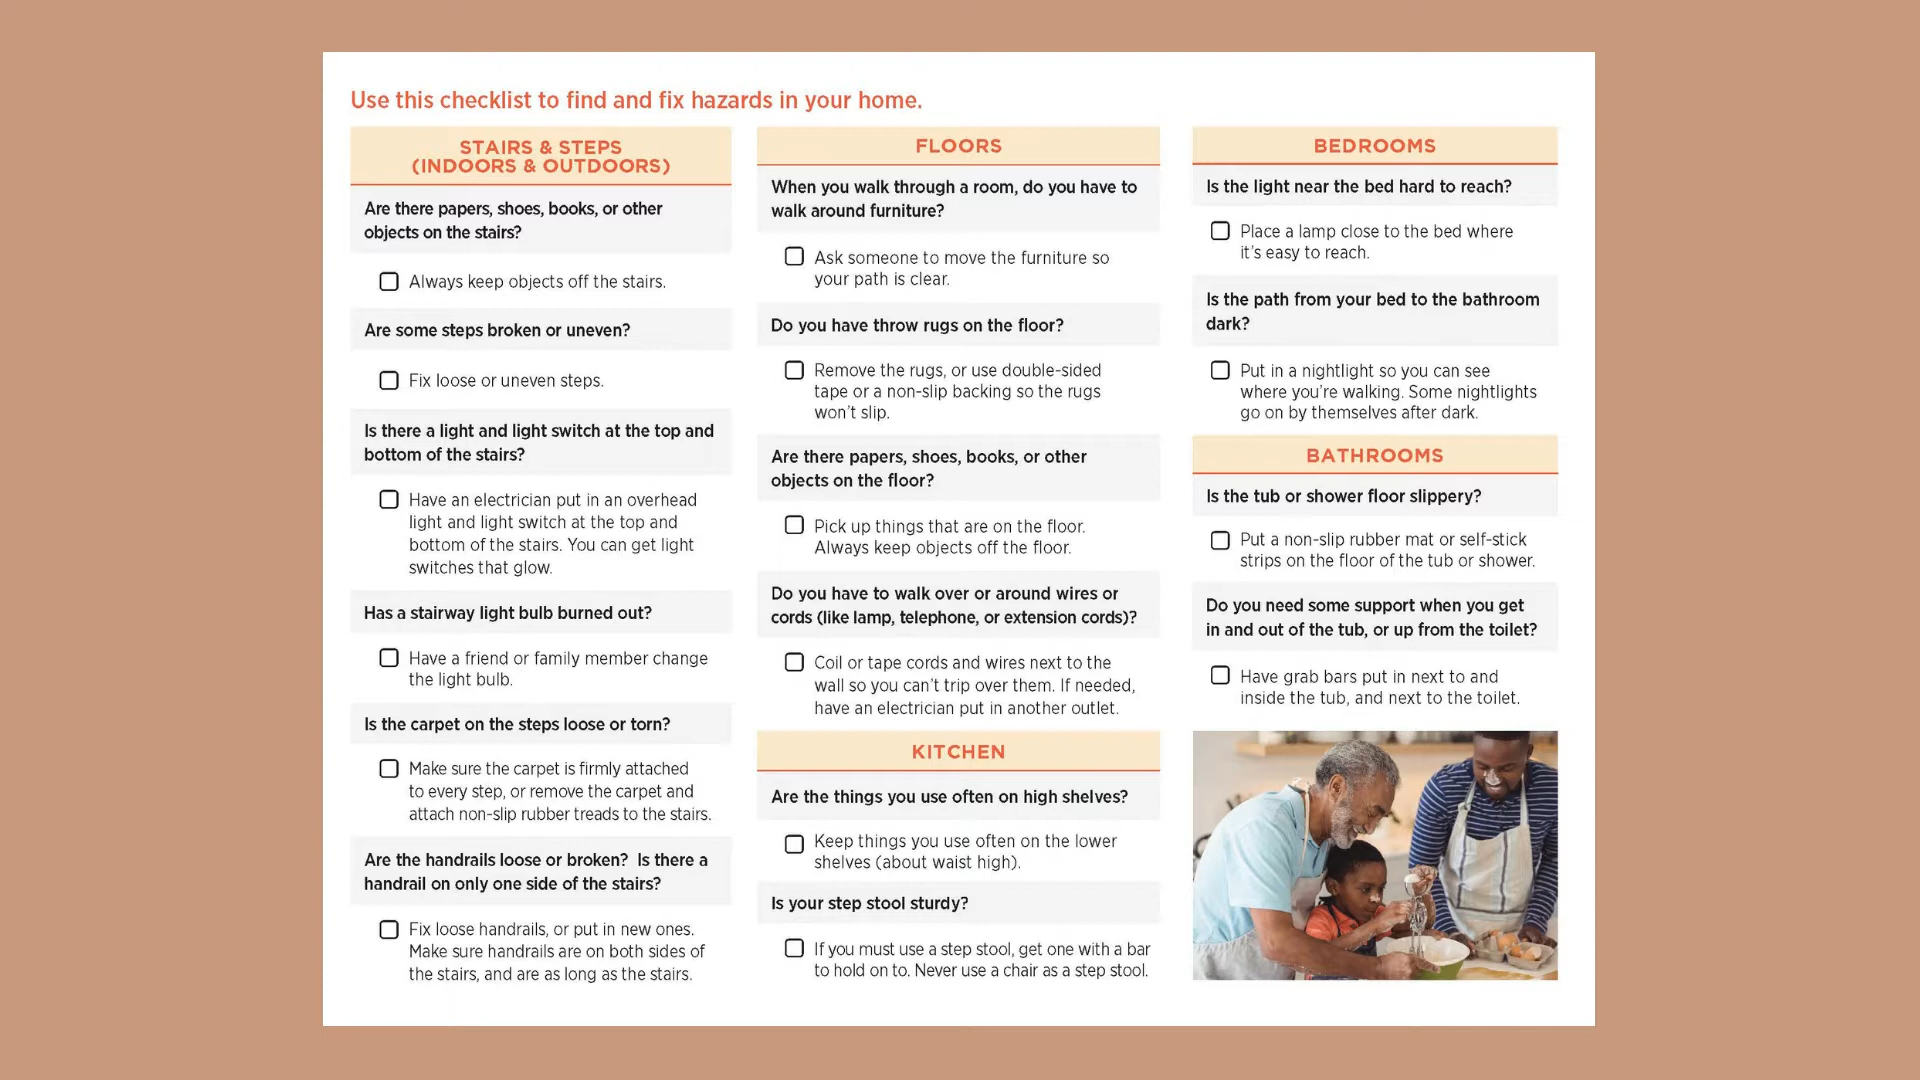 Use this checklist to find and fix hazards in your home.
STAIRS & STEPS
(INDOORS & OUTDOORS)
Are there papers, shoes, books, or other
objects on the stairs?
Always keep objects off the stairs.
Are some steps broken or uneven?
Fix loose or uneven steps.
Is there a light and light switch at the top and
bottom of the stairs?
Have an electrician put in an overhead
light and light switch at the top and
bottom of the stairs. You can get light
switches that glow.
Has a stairway light bulb burned out?
Have a friend or family member change
the light bulb.
Is the carpet on the steps loose or torn?
Make sure the carpet is firmly attached
to every step, or remove the carpet and
attach non-slip rubber treads to the stairs.
Are the handrails loose or broken? Is there a
handrail on only one side of the stairs?
Fix loose handrails, or put in new ones.
Make sure handrails are on both sides of
the stairs, and are as long as the stairs.
FLOORS
When you walk through a room, do you have to
walk around furniture?
Ask someone to move the furniture so
your path is clear.
Do you have throw rugs on the floor?
Remove the rugs, or use double-sided
tape or a non-slip backing so the rugs
won't slip.
Are there papers, shoes, books, or other
objects on the floor?
Pick up things that are on the floor.
Always keep objects off the floor.
Do you have to walk over or around wires or
cords (like lamp, telephone, or extension cords)?
Coil or tape cords and wires next to the
wall so you can't trip over them. If needed,
have an electrician put in another outlet.
KITCHEN
Are the things you use often on high shelves?
Keep things you use often on the lower
shelves (about waist high).
Is your step stool sturdy?
If you must use a step stool, get one with a bar
to hold on to. Never use a chair as a step stool.
BEDROOMS
Is the light near the bed hard to reach?
Place a lamp close to the bed where
it's easy to reach.
Is the path from your bed to the bathroom
dark?
Put in a nightlight so you can see
where you're walking. Some nightlights
go on by themselves after dark.
BATHROOMS
Is the tub or shower floor slippery?
Put a non-slip rubber mat or self-stick
strips on the floor of the tub or shower.
Do you need some support when you get
in and out of the tub, or up from the toilet?
Have grab bars put in next to and
inside the tub, and next to the toilet.